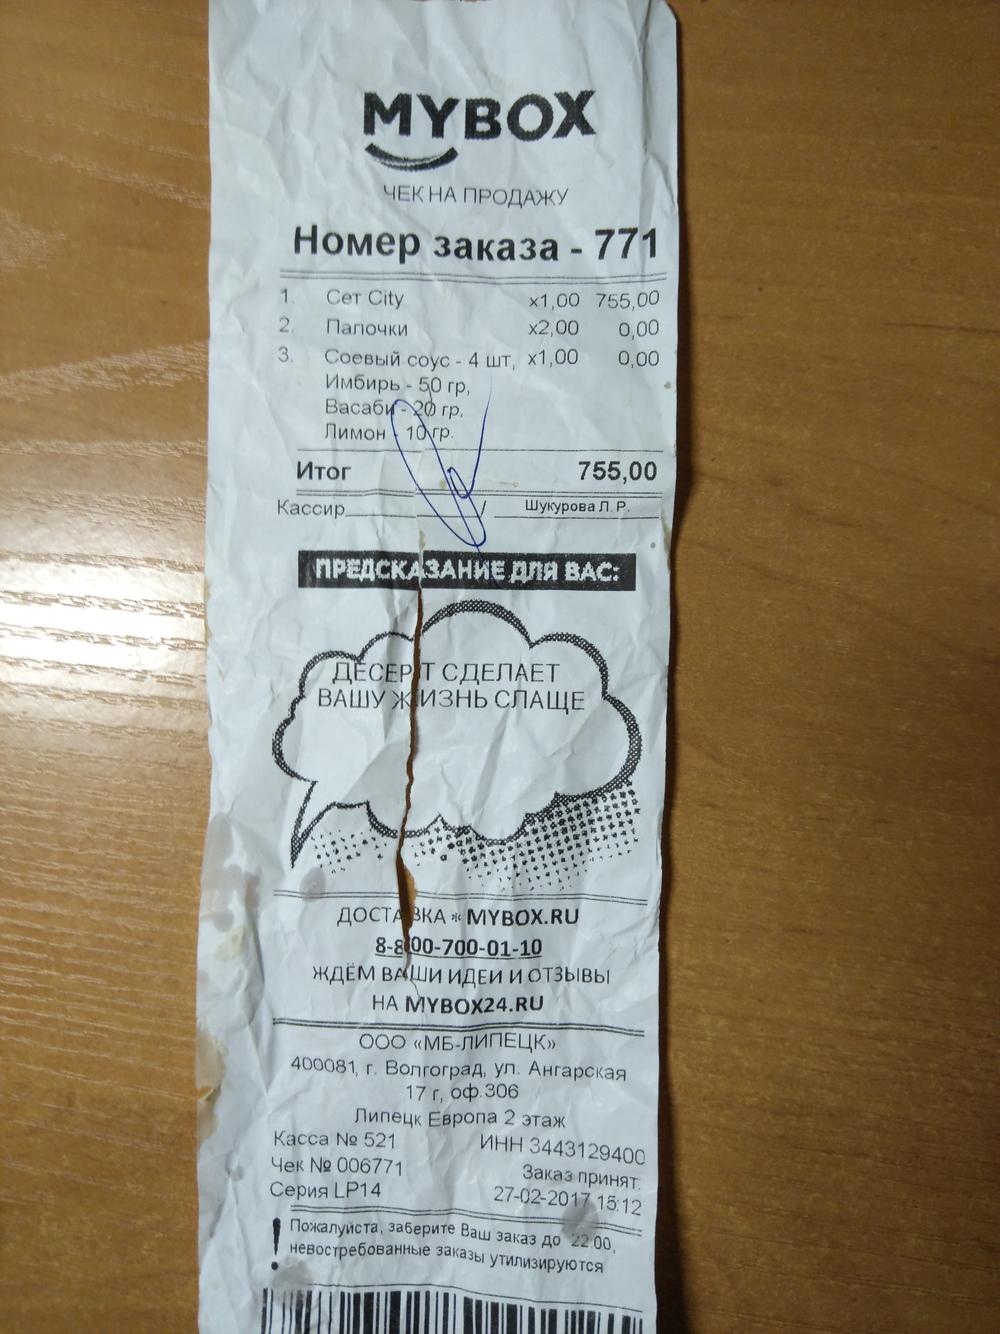 MYBOX
ЧЕК НА ПРОДАЖУ
Номер заказа - 771
1. Сет City x1,00 755,00
2. Палочки x2,00 0,00
3. Соевый соус - 4 шт, x1,00 0,00
Имбирь - 50 гр,
Васаби - 20 гр,
Лимон - 10 гр.
Итог 755,00
Кассир / Шукурова Л. Р.
ПРЕДСКАЗАНИЕ ДЛЯ ВАС:
ДЕСЕРТ СДЕЛАЕТ
ВАШУ ЖИЗНЬ СЛАЩЕ
ДОСТАВКА * MYBOX.RU
8-800-700-01-10
ЖДЁМ ВАШИ ИДЕИ И ОТЗЫВЫ
НА MYBOX24.RU
ООО «МБ-ЛИПЕЦК»
400081, г. Волгоград, ул. Ангарская
17 г, оф.306
Липецк Европа 2 этаж
Касса № 521 ИНН 3443129400
Чек № 006771 Заказ принят:
Серия LP14 27-02-2017 15:12
! Пожалуйста, заберите Ваш заказ до 22:00,
невостребованные заказы утилизируются